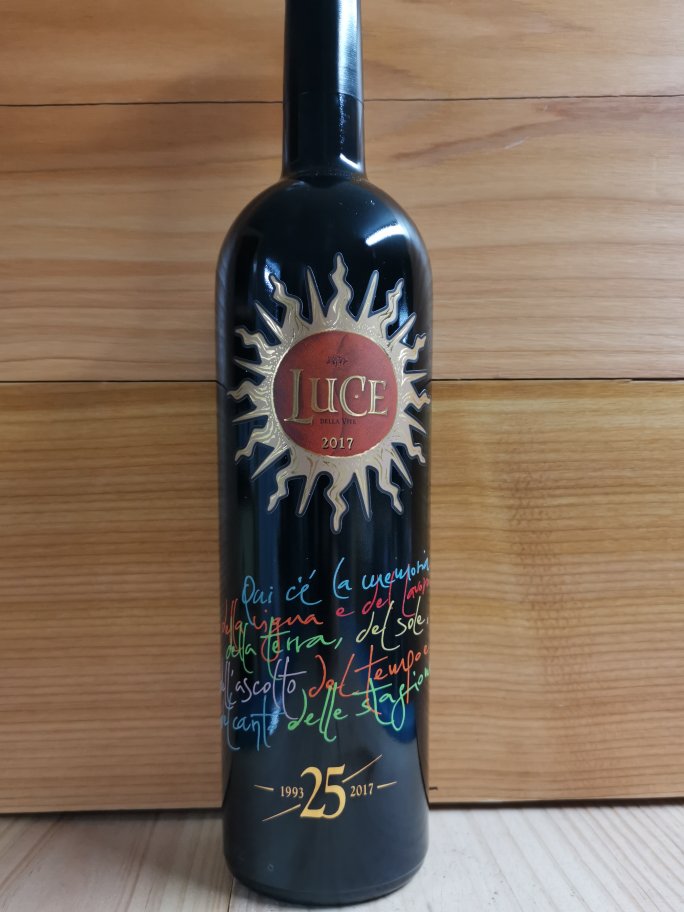 LUCE
DELLA VITE
2017
Qui c'è la memoria
della vigna e del lavoro
della terra, del sole,
dell'ascolto del tempo e
del canto delle stagioni
1993 25 2017